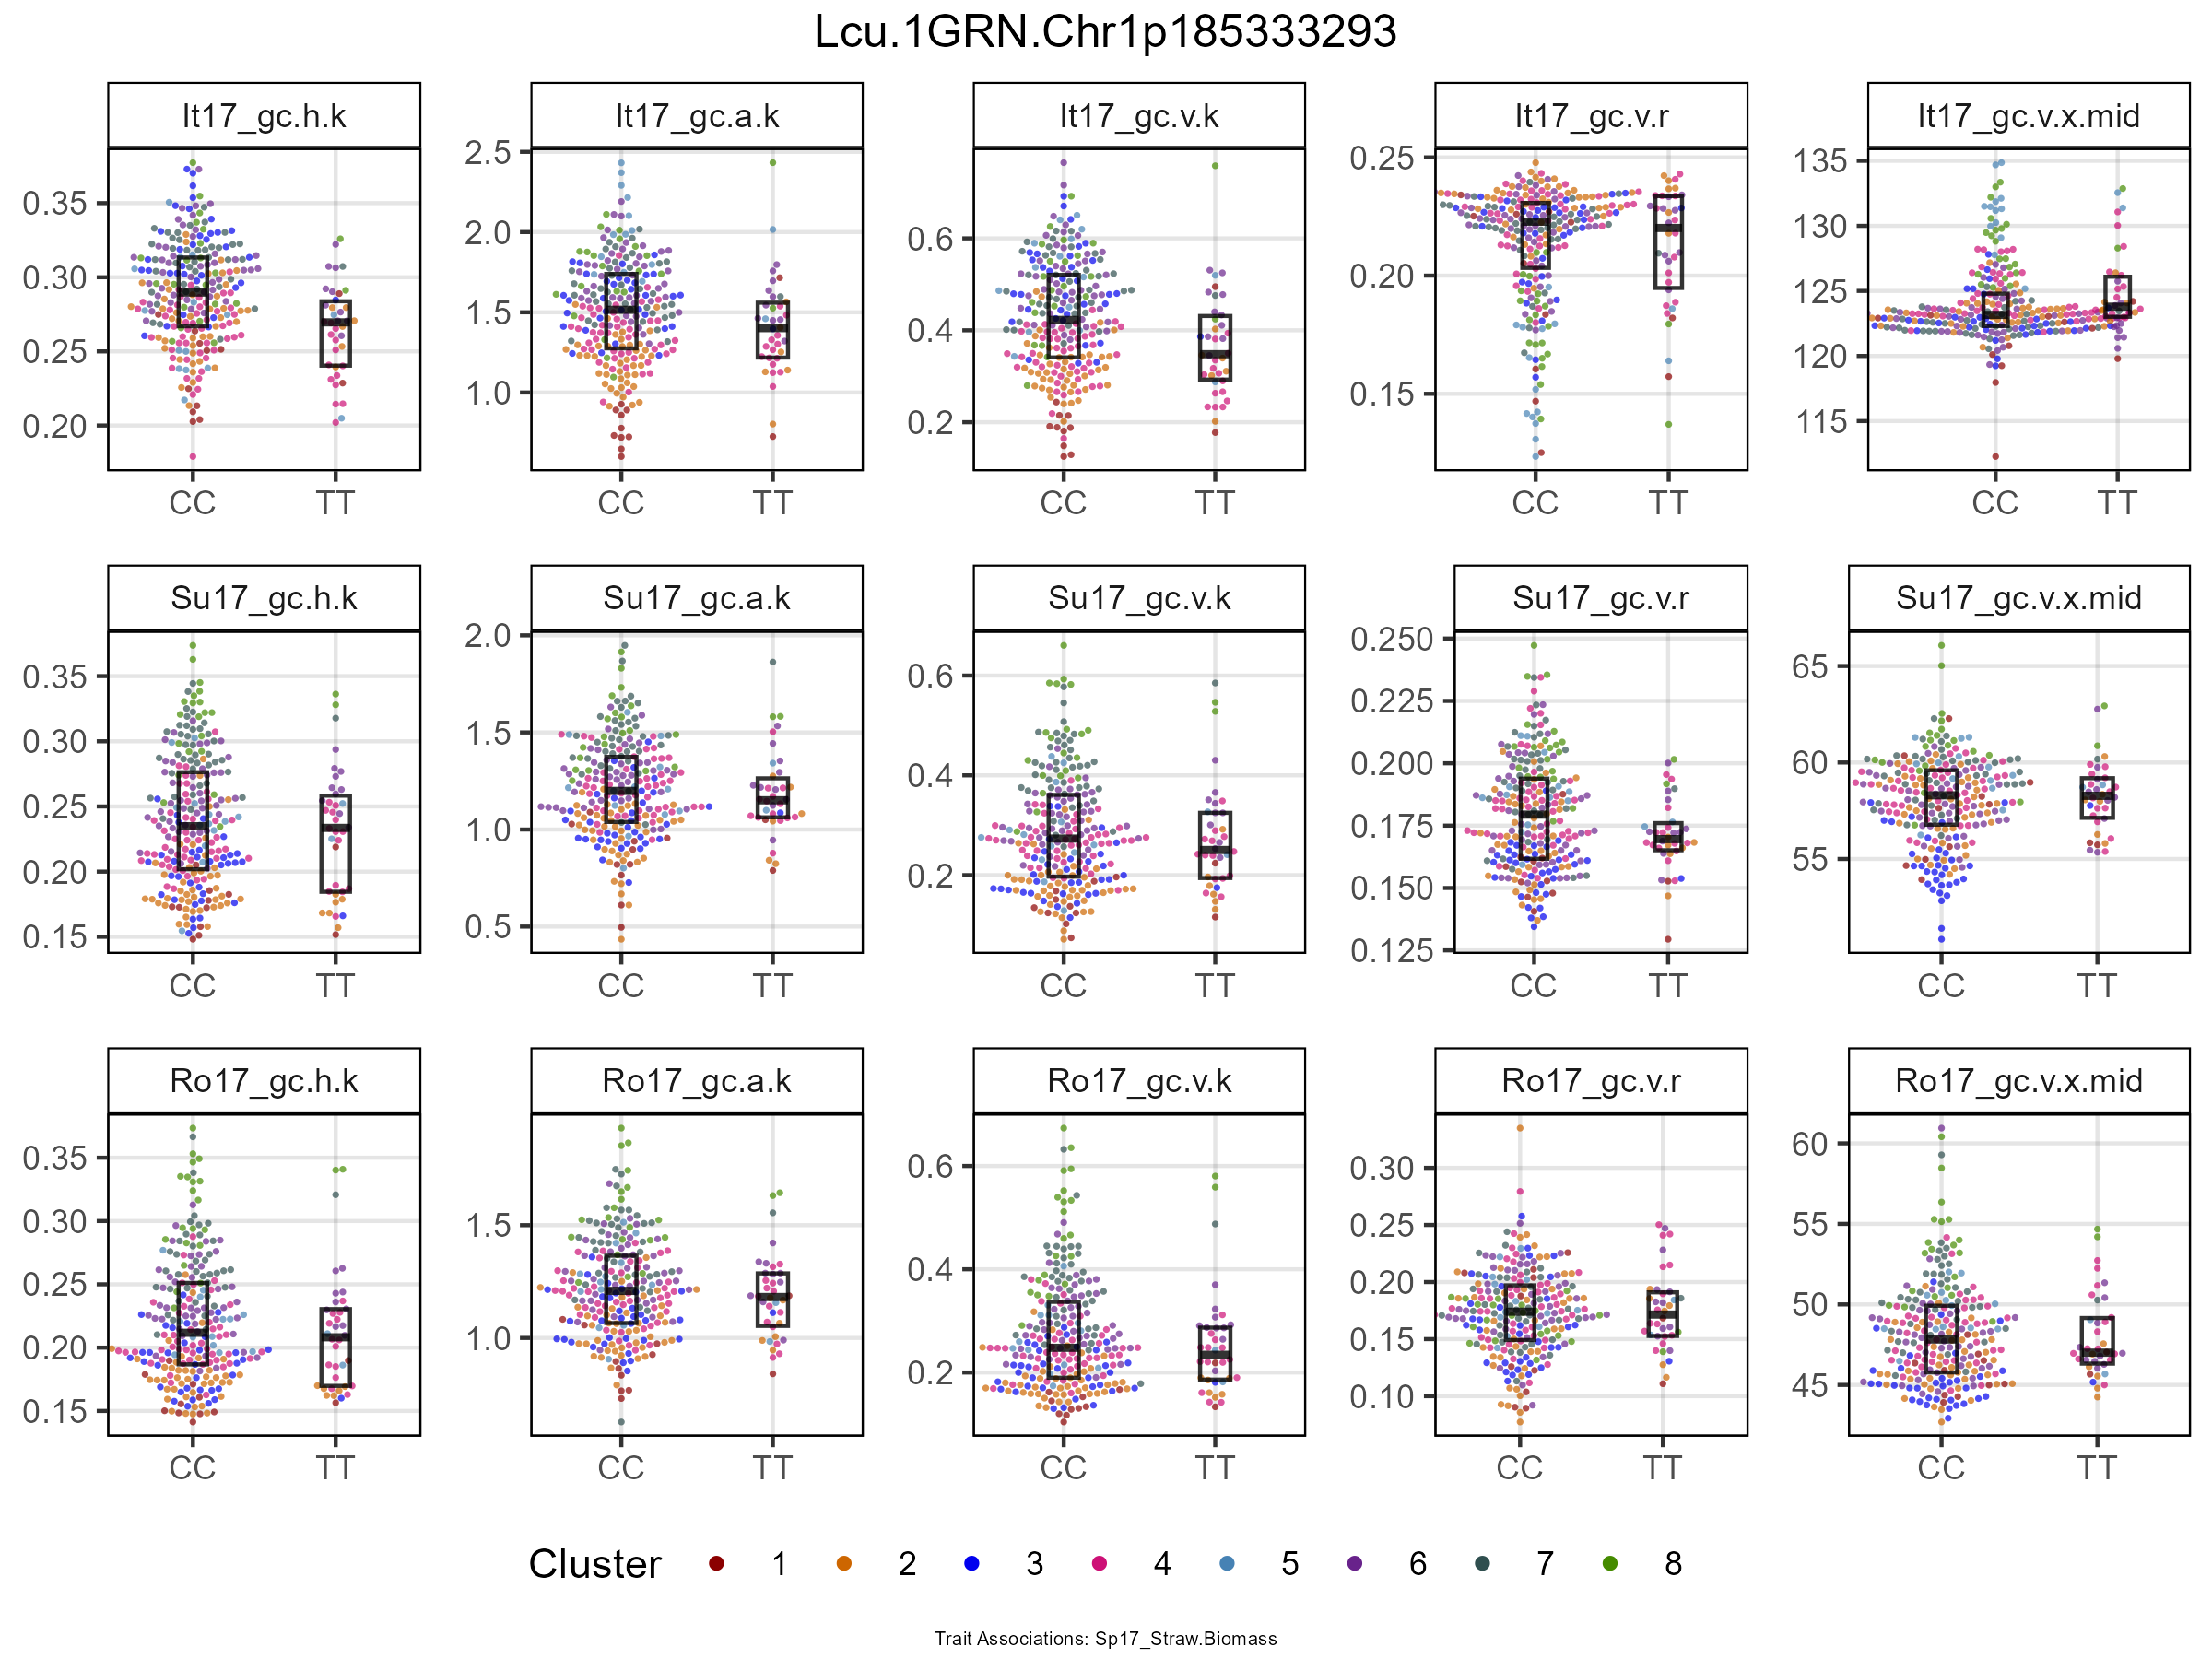 Lcu.1GRN.Chr1p185333293
It17_gc.h.k It17_gc.a.k It17_gc.v.k It17_gc.v.r It17_gc.v.x.mid
0.35 0.30 0.25 0.20
2.5 2.0 1.5 1.0
0.6 0.4 0.2
0.25 0.20 0.15
135 130 125 120 115
CC TT CC TT CC TT CC TT CC TT
Su17_gc.h.k Su17_gc.a.k Su17_gc.v.k Su17_gc.v.r Su17_gc.v.x.mid
0.35 0.30 0.25 0.20 0.15
2.0 1.5 1.0 0.5
0.6 0.4 0.2
0.250 0.225 0.200 0.175 0.150 0.125
65 60 55
CC TT CC TT CC TT CC TT CC TT
Ro17_gc.h.k Ro17_gc.a.k Ro17_gc.v.k Ro17_gc.v.r Ro17_gc.v.x.mid
0.35 0.30 0.25 0.20 0.15
1.5 1.0
0.6 0.4 0.2
0.30 0.25 0.20 0.15 0.10
60 55 50 45
CC TT CC TT CC TT CC TT CC TT
Cluster 1 2 3 4 5 6 7 8
Trait Associations: Sp17_Straw.Biomass